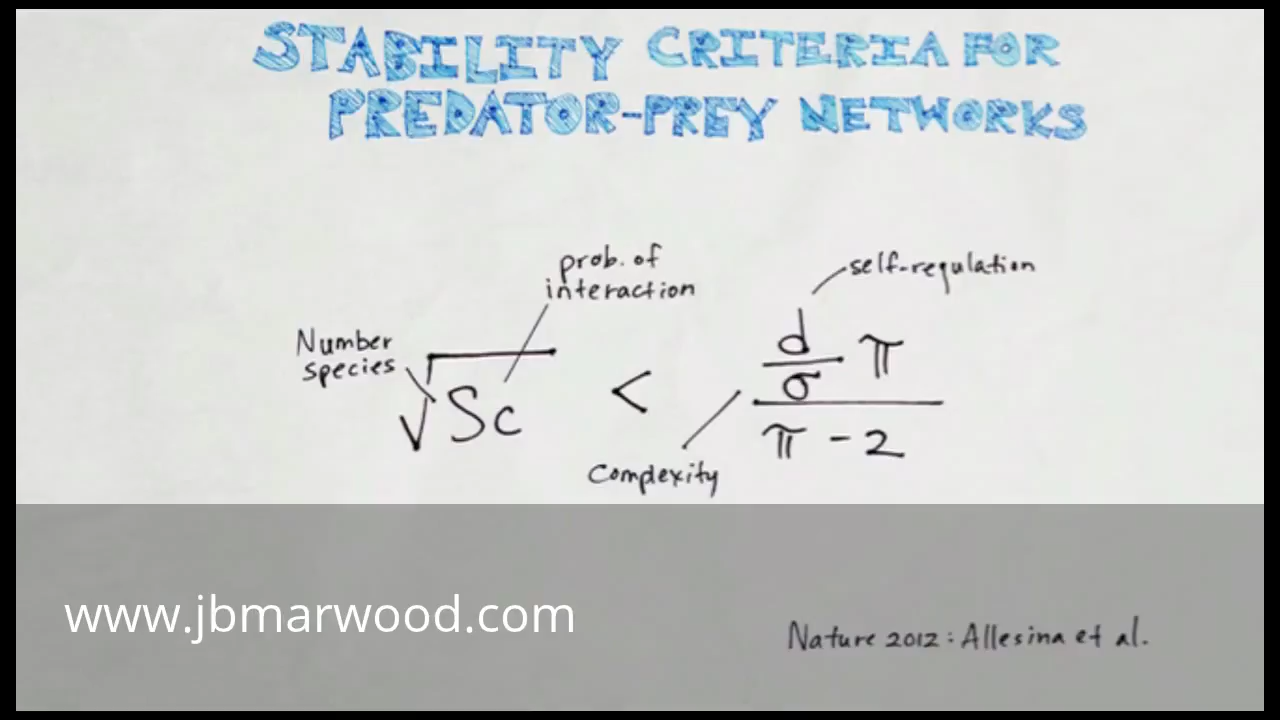 STABILITY CRITERIA FOR
PREDATOR-PREY NETWORKS
prob. of
interaction
self-regulation
Number
species
√Sc < (d/σ)π / (π - 2)
Complexity
www.jbmarwood.com
Nature 2012: Allesina et al.